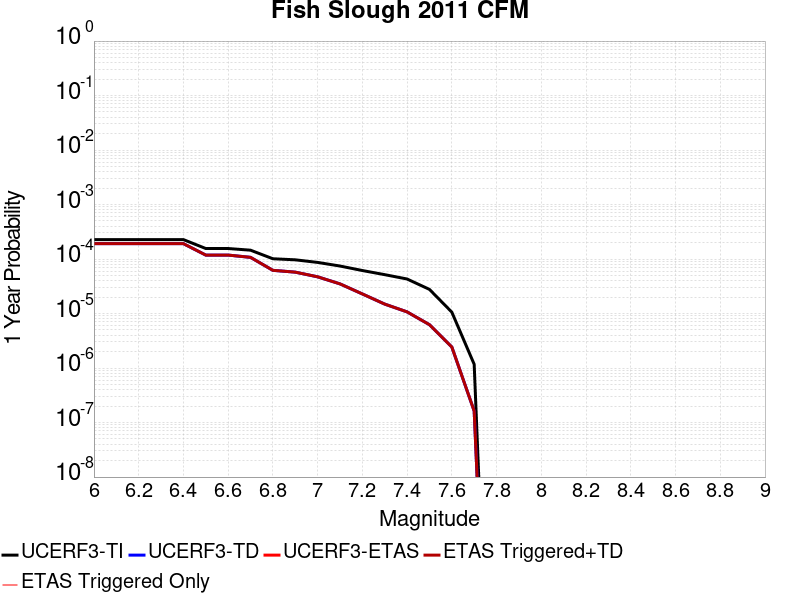 Fish Slough 2011 CFM
10^0
10^-1
10^-2
10^-3
10^-4
10^-5
10^-6
10^-7
10^-8
1 Year Probability
6 6.2 6.4 6.6 6.8 7 7.2 7.4 7.6 7.8 8 8.2 8.4 8.6 8.8 9
Magnitude
UCERF3-TI UCERF3-TD UCERF3-ETAS ETAS Triggered+TD
ETAS Triggered Only